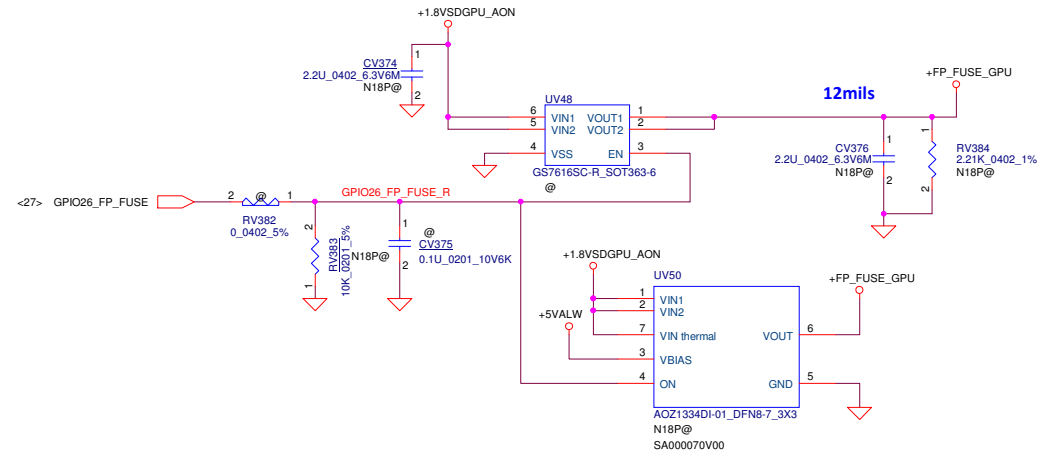 +1.8VSDGPU_AON
1
CV374
2.2U_0402_6.3V6M
N18P@
2
UV48
6 VIN1 VOUT1 1
5 VIN2 VOUT2 2
4 VSS EN 3
GS7616SC-R_SOT363-6
@
12mils
+FP_FUSE_GPU
1
CV376
2.2U_0402_6.3V6M
N18P@
2
1
RV384
2.21K_0402_1%
N18P@
2
<27> GPIO26_FP_FUSE
2 @ 1
RV382
0_0402_5%
GPIO26_FP_FUSE_R
2
RV383
10K_0201_5%
N18P@
1
1
@
CV375
0.1U_0201_10V6K
2
+1.8VSDGPU_AON
UV50
+5VALW
+FP_FUSE_GPU
1 VIN1
2 VIN2
7 VIN thermal VOUT 6
3 VBIAS
4 ON GND 5
AOZ1334DI-01_DFN8-7_3X3
N18P@
SA000070V00